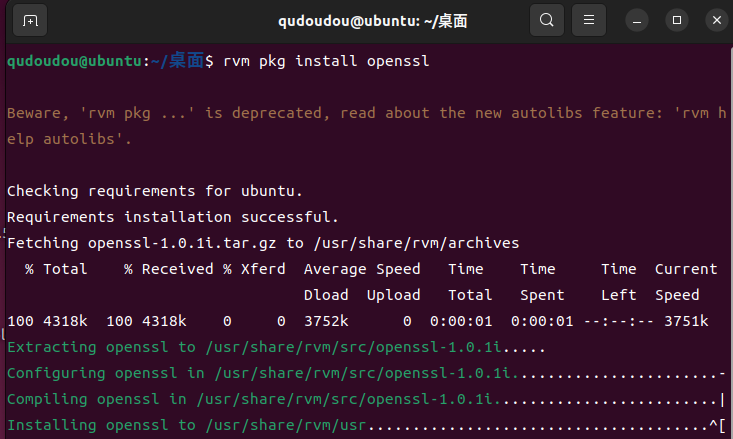 qudoudou@ubuntu: ~/桌面
qudoudou@ubuntu:~/桌面$ rvm pkg install openssl
Beware, 'rvm pkg ...' is deprecated, read about the new autolibs feature: 'rvm h
elp autolibs'.
Checking requirements for ubuntu.
Requirements installation successful.
Fetching openssl-1.0.1i.tar.gz to /usr/share/rvm/archives
  % Total    % Received % Xferd  Average Speed   Time    Time     Time  Current
                                 Dload  Upload   Total   Spent    Left  Speed
100 4318k  100 4318k    0     0  3752k      0  0:00:01  0:00:01 --:--:-- 3751k
Extracting openssl to /usr/share/rvm/src/openssl-1.0.1i.....
Configuring openssl in /usr/share/rvm/src/openssl-1.0.1i.......................-
Compiling openssl in /usr/share/rvm/src/openssl-1.0.1i.........................|
Installing openssl to /usr/share/rvm/usr......................................^[